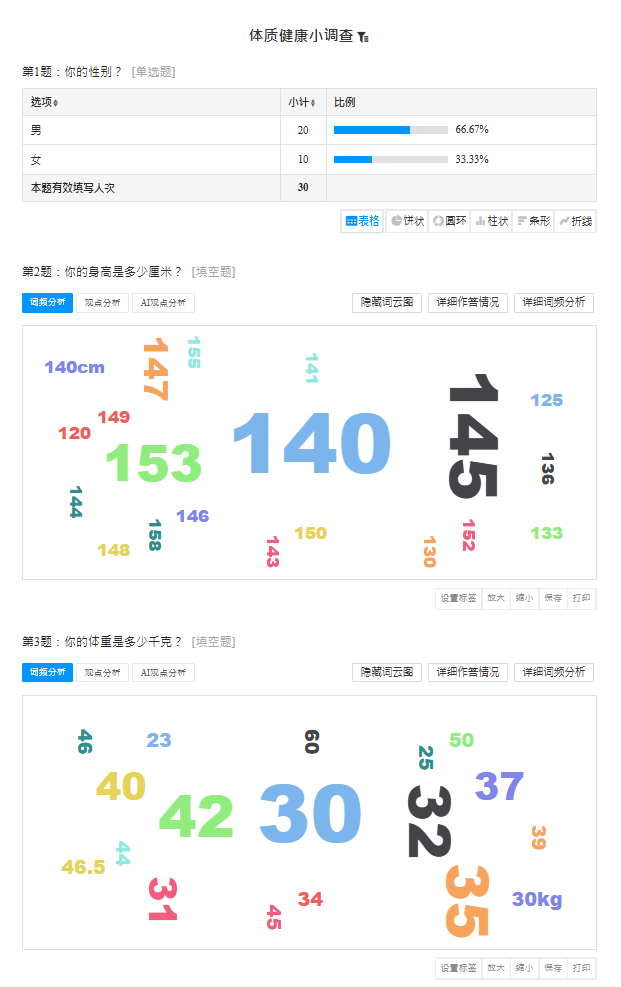 体质健康小调查
第1题：你的性别？ [单选题]
选项 小计 比例
男 20 66.67%
女 10 33.33%
本题有效填写人次 30
表格 饼状 圆环 柱状 条形 折线
第2题：你的身高是多少厘米？ [填空题]
词频分析 观点分析 AI观点分析 隐藏词云图 详细作答情况 详细词频分析
140cm
147
155
141
145
125
120
149
153
140
136
144
158
146
148
143
150
130
152
133
设置标签 放大 缩小 保存 打印
第3题：你的体重是多少千克？ [填空题]
词频分析 观点分析 AI观点分析 隐藏词云图 详细作答情况 详细词频分析
46
23
60
50
25
40
42
30
32
37
39
44
46.5
31
45
34
35
30kg
设置标签 放大 缩小 保存 打印